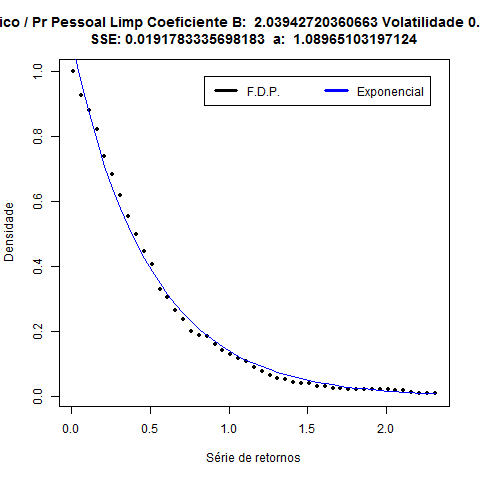 ico / Pr Pessoal Limp Coeficiente B: 2.03942720360663 Volatilidade 0.
SSE: 0.0191783335698183 a: 1.08965103197124
F.D.P. Exponencial
Densidade
1.0
0.8
0.6
0.4
0.2
0.0
0.0 0.5 1.0 1.5 2.0
Série de retornos